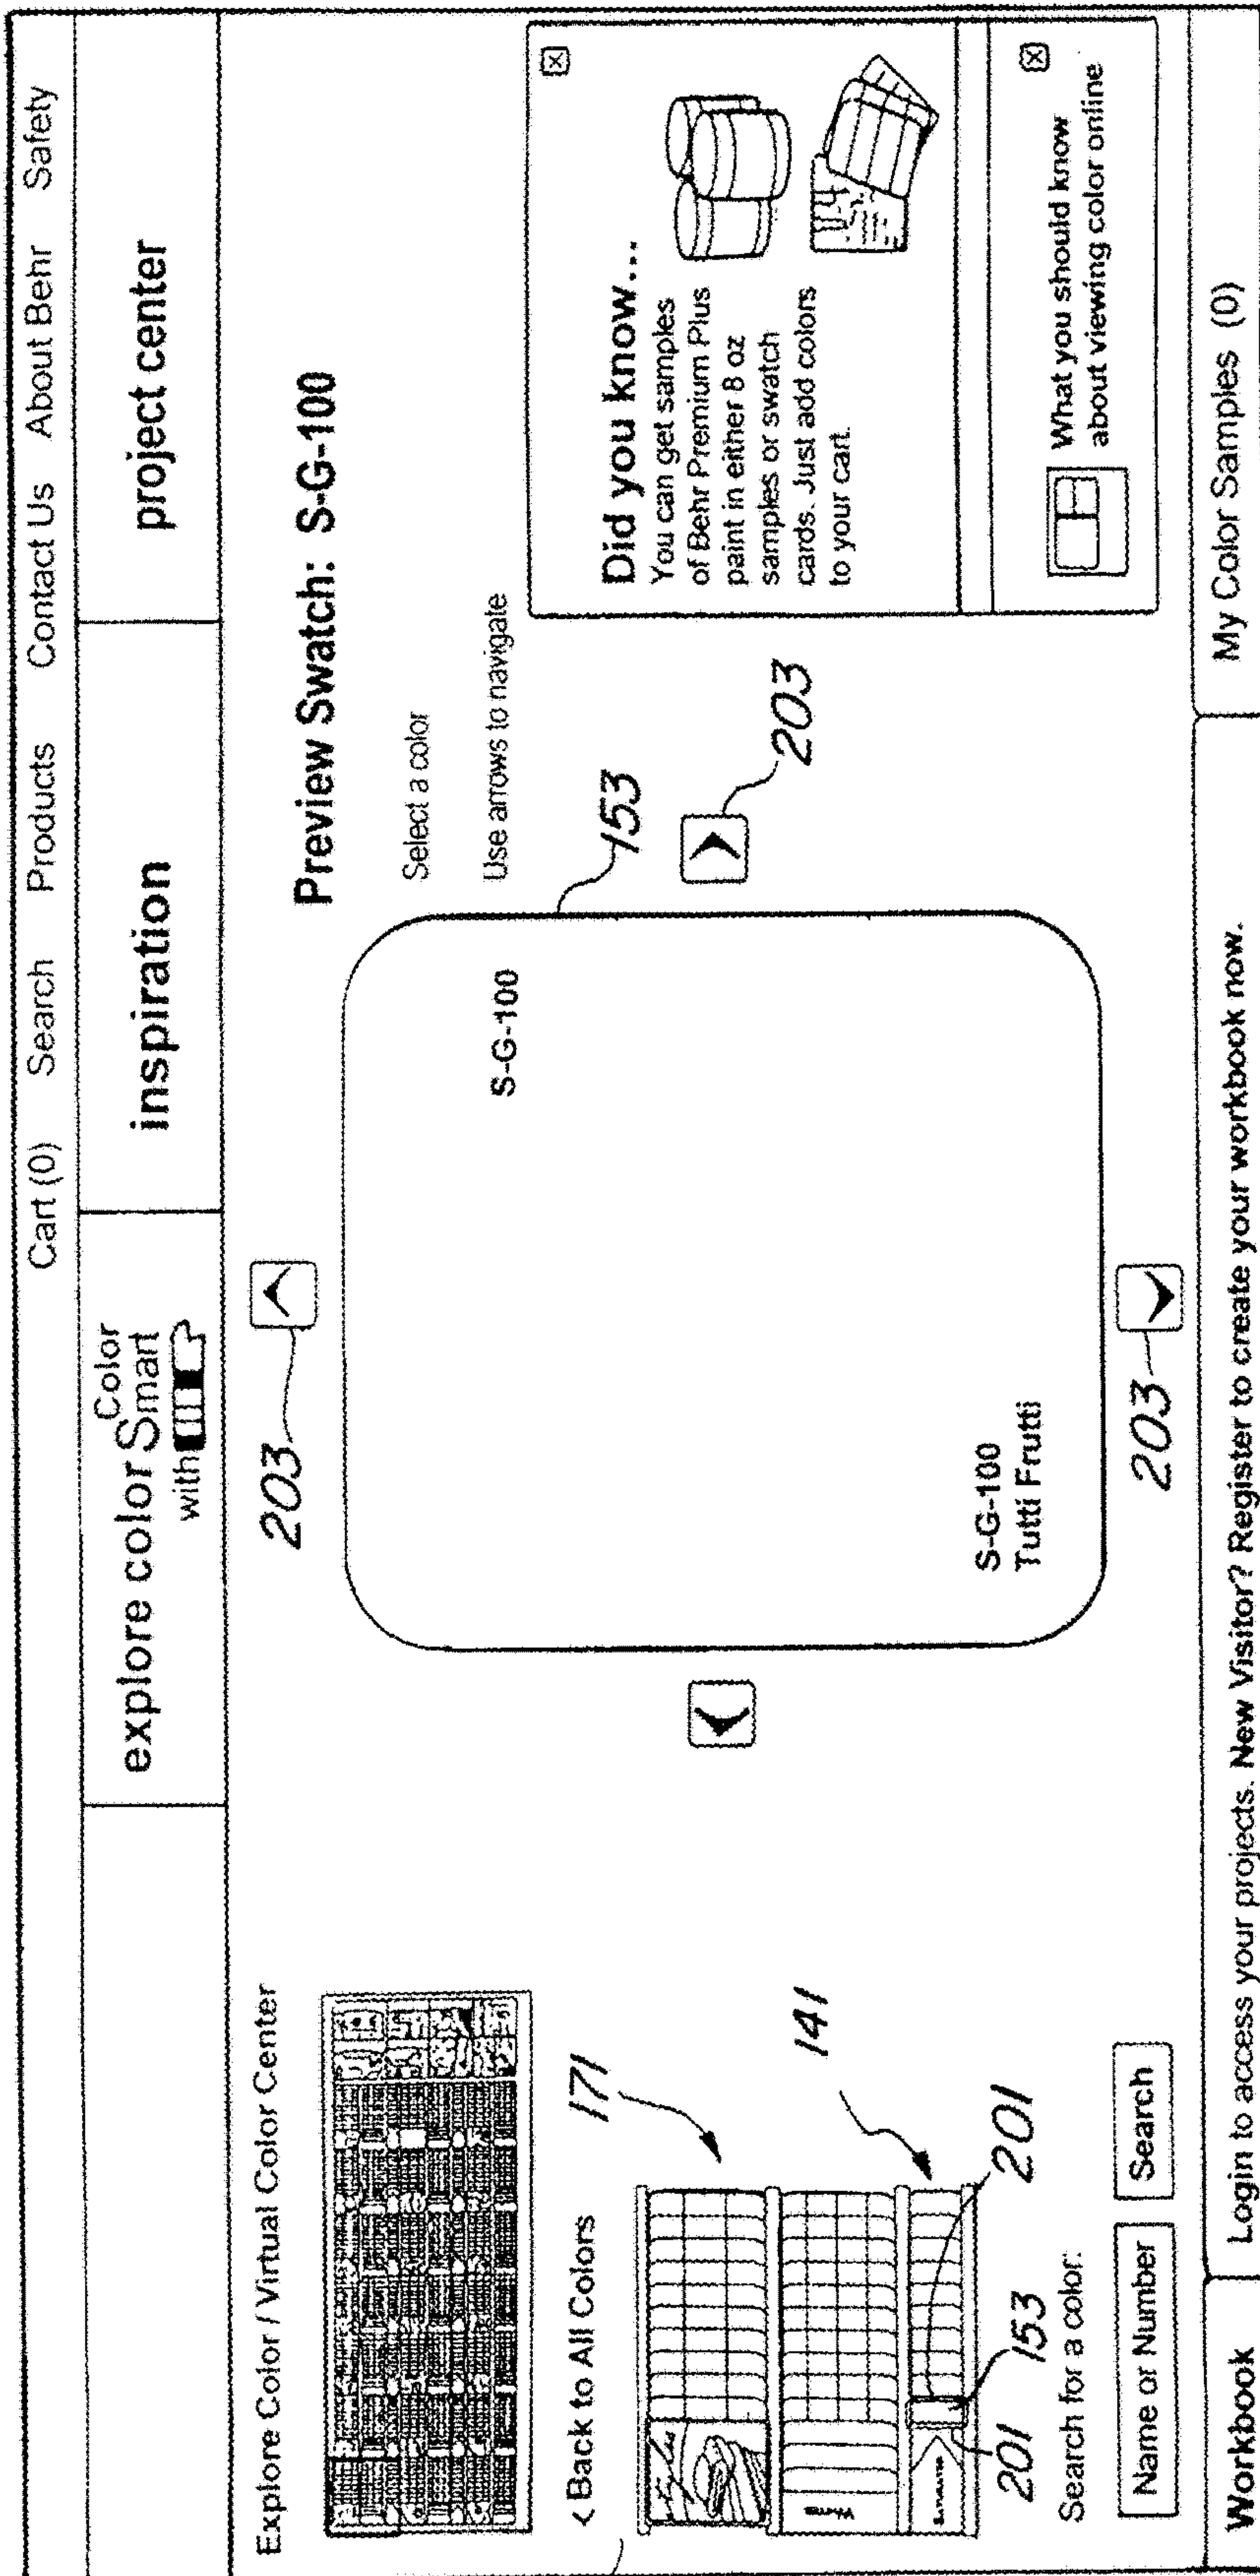 Cart (0) Search Products Contact Us About Behr Safety
explore color
with
Color
Smart
inspiration
project center
Explore Color / Virtual Color Center
< Back to All Colors
171
141
201
153
201
Search for a color:
Name or Number
Search
203
203
203
153
S-G-100
S-G-100
Tutti Frutti
Preview Swatch: S-G-100
Select a color
Use arrows to navigate
Did you know...
You can get samples
of Behr Premium Plus
paint in either 8 oz
samples or swatch
cards. Just add colors
to your cart.
What you should know
about viewing color online
Workbook
Login to access your projects. New Visitor? Register to create your workbook now.
My Color Samples (0)